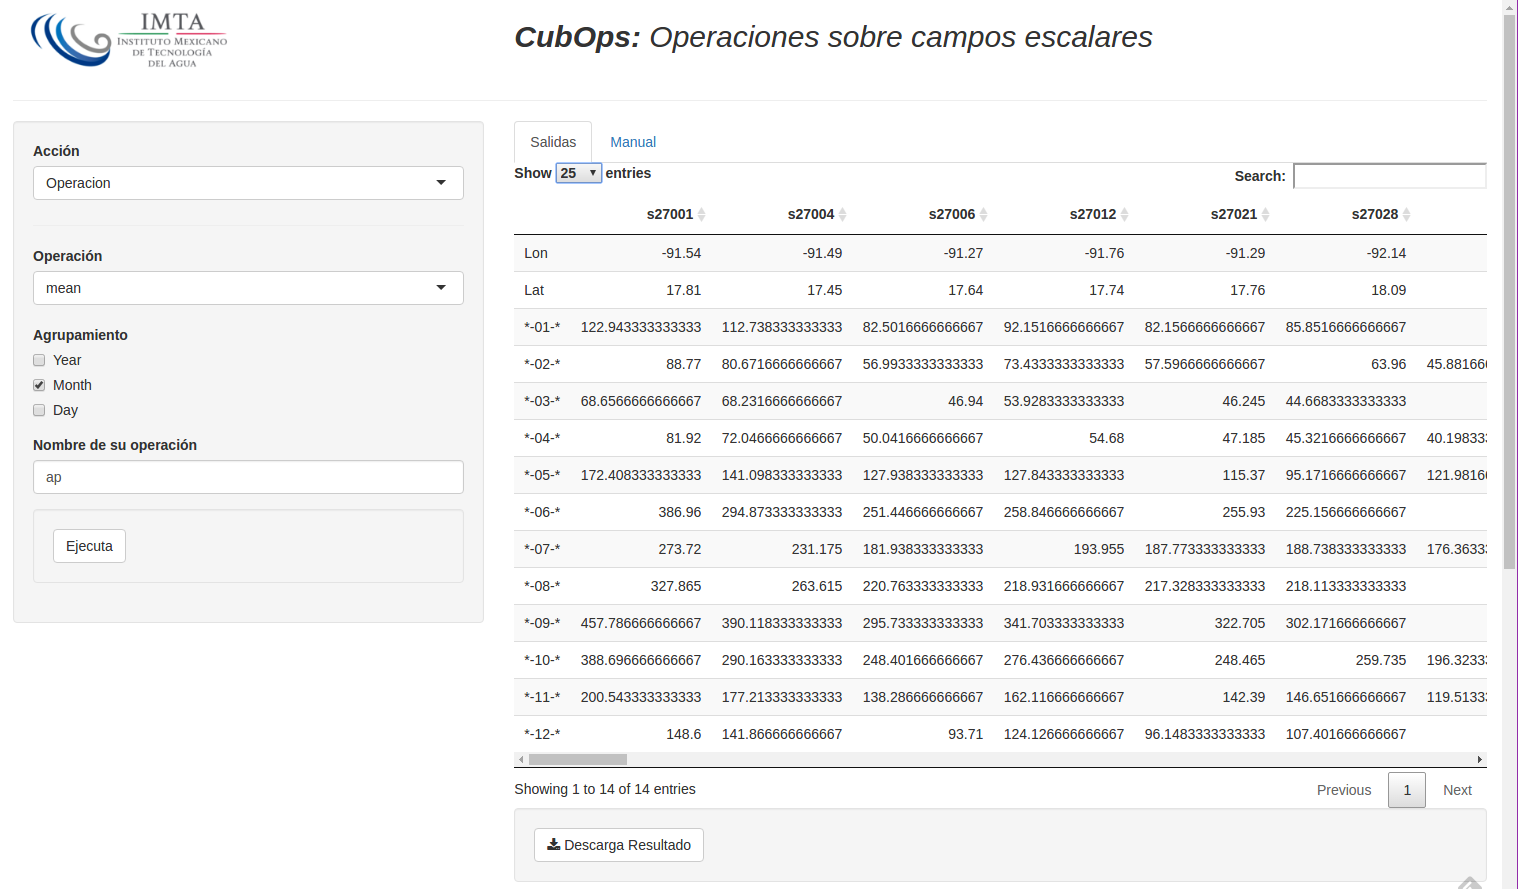 IMTA
INSTITUTO MEXICANO
DE TECNOLOGÍA
DEL AGUA
CubOps: Operaciones sobre campos escalares
Acción
Operacion
Operación
mean
Agrupamiento
Year
Month
Day
Nombre de su operación
ap
Ejecuta
Salidas Manual
Show 25 entries Search:
s27001 s27004 s27006 s27012 s27021 s27028
Lon -91.54 -91.49 -91.27 -91.76 -91.29 -92.14
Lat 17.81 17.45 17.64 17.74 17.76 18.09
*-01-* 122.943333333333 112.738333333333 82.5016666666667 92.1516666666667 82.1566666666667 85.8516666666667
*-02-* 88.77 80.6716666666667 56.9933333333333 73.4333333333333 57.5966666666667 63.96 45.88166
*-03-* 68.6566666666667 68.2316666666667 46.94 53.9283333333333 46.245 44.6683333333333
*-04-* 81.92 72.0466666666667 50.0416666666667 54.68 47.185 45.3216666666667 40.19833
*-05-* 172.408333333333 141.098333333333 127.938333333333 127.843333333333 115.37 95.1716666666667 121.9816
*-06-* 386.96 294.873333333333 251.446666666667 258.846666666667 255.93 225.156666666667
*-07-* 273.72 231.175 181.938333333333 193.955 187.773333333333 188.738333333333 176.3633
*-08-* 327.865 263.615 220.763333333333 218.931666666667 217.328333333333 218.113333333333
*-09-* 457.786666666667 390.118333333333 295.733333333333 341.703333333333 322.705 302.171666666667
*-10-* 388.696666666667 290.163333333333 248.401666666667 276.436666666667 248.465 259.735 196.3233
*-11-* 200.543333333333 177.213333333333 138.286666666667 162.116666666667 142.39 146.651666666667 119.5133
*-12-* 148.6 141.866666666667 93.71 124.126666666667 96.1483333333333 107.401666666667
Showing 1 to 14 of 14 entries Previous 1 Next
Descarga Resultado